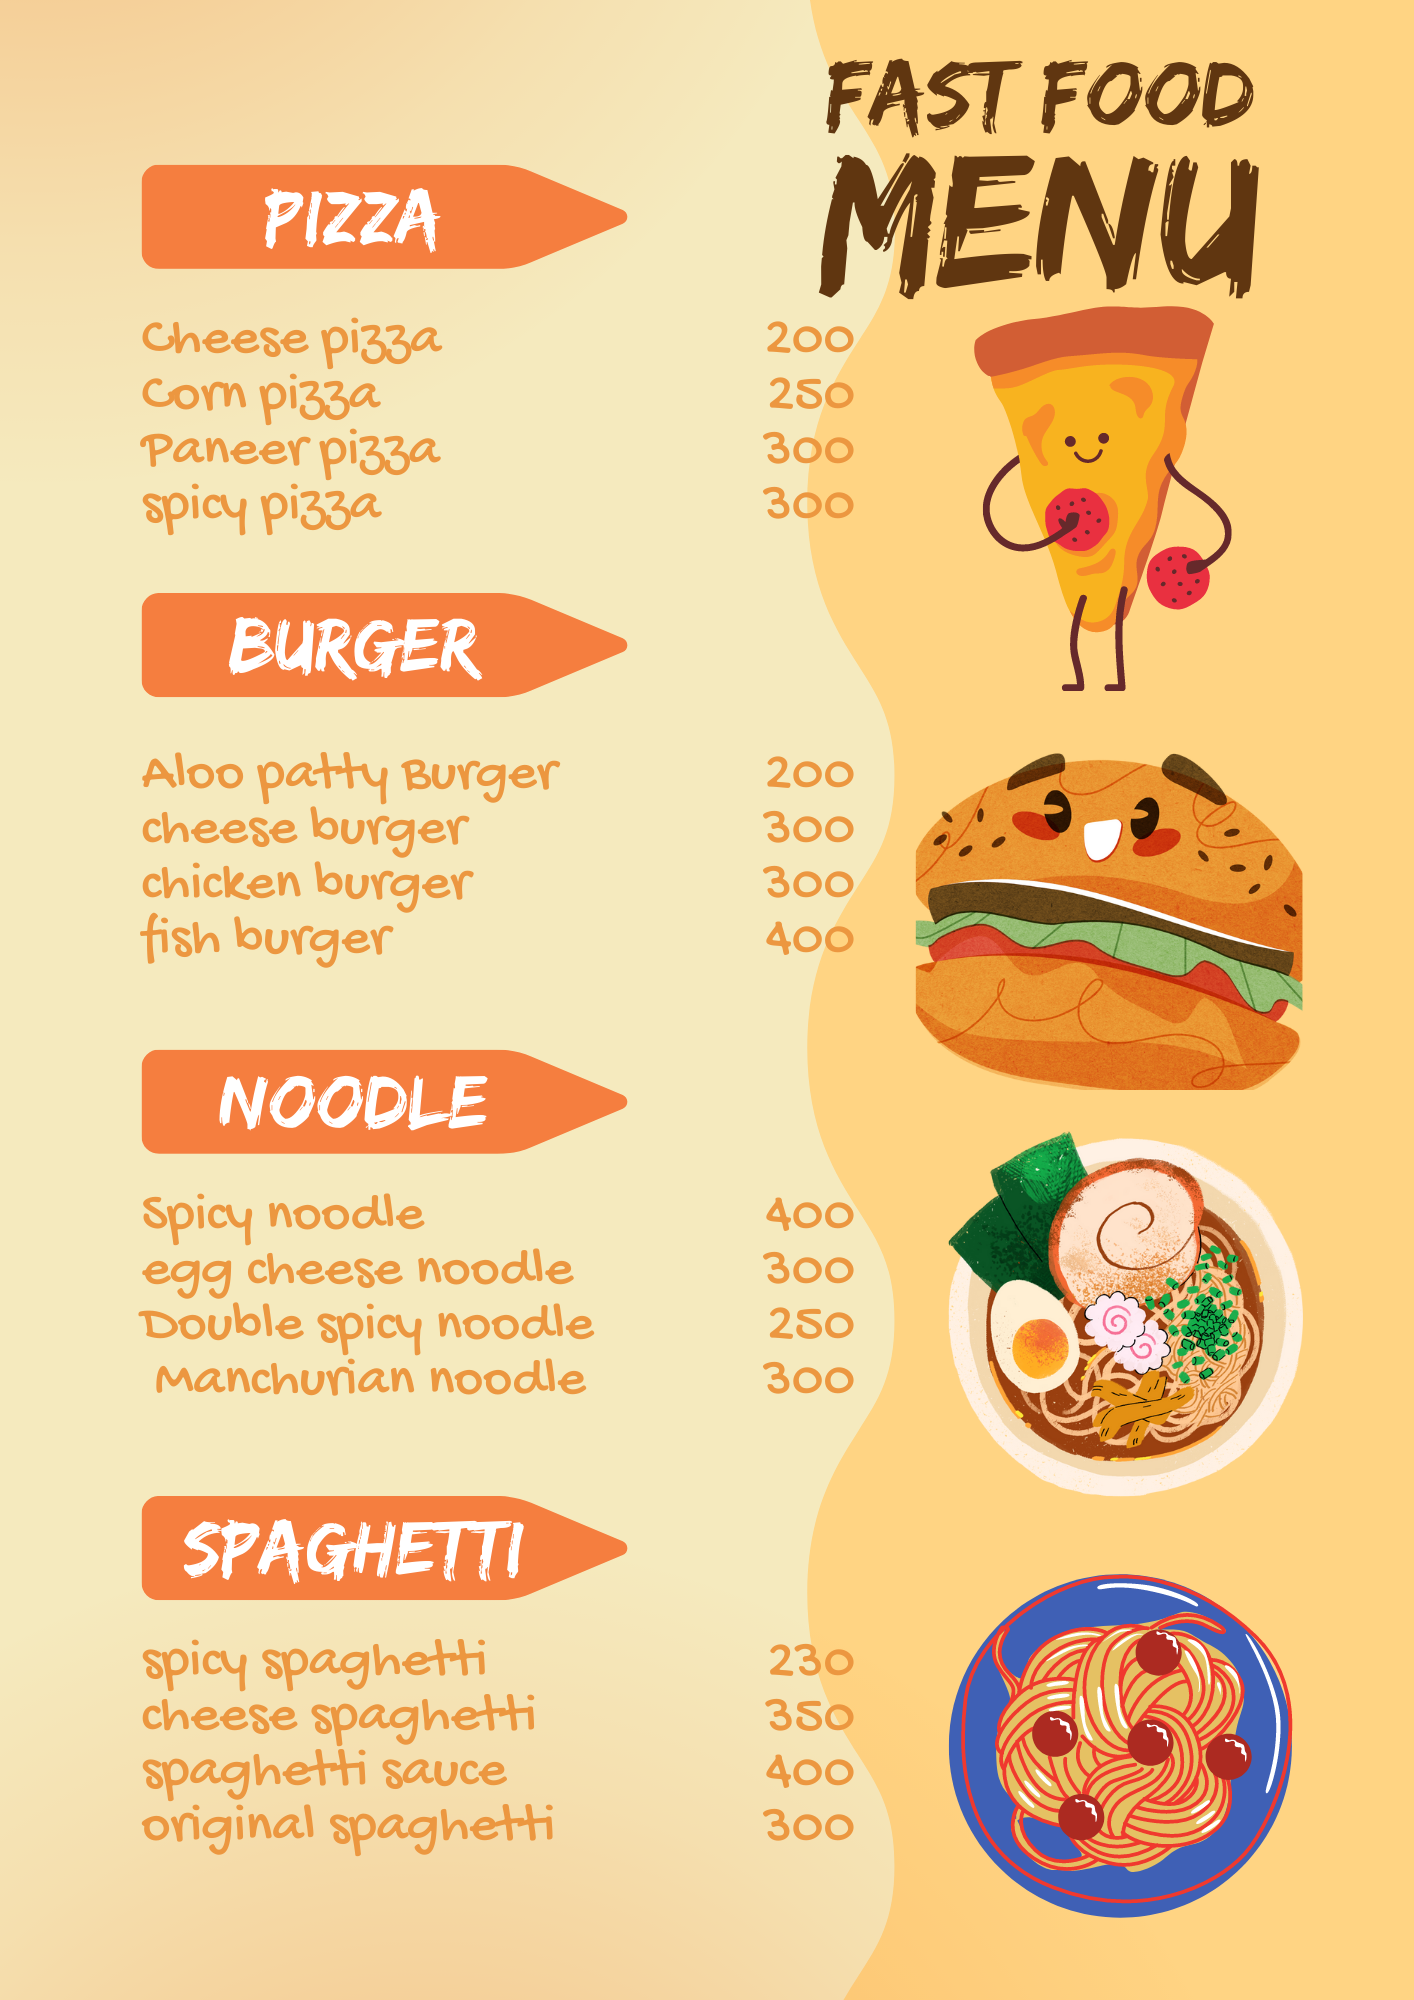 FAST FOOD
MENU
PIZZA
Cheese pizza 200
Corn pizza 250
Paneer pizza 300
spicy pizza 300
BURGER
Aloo patty Burger 200
cheese burger 300
chicken burger 300
fish burger 400
NOODLE
Spicy noodle 400
egg cheese noodle 300
Double spicy noodle 250
Manchurian noodle 300
SPAGHETTI
spicy spaghetti 230
cheese spaghetti 350
spaghetti sauce 400
original spaghetti 300